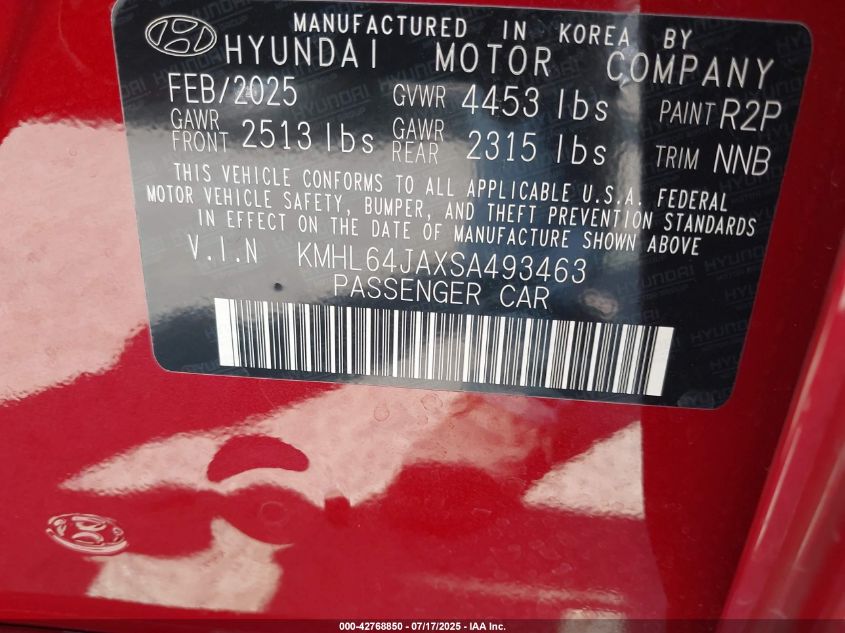 MANUFACTURED IN KOREA BY
HYUNDAI MOTOR COMPANY
FEB/2025 GVWR 4453 lbs PAINT R2P
GAWR FRONT 2513 lbs GAWR REAR 2315 lbs TRIM NNB
THIS VEHICLE CONFORMS TO ALL APPLICABLE U.S.A. FEDERAL
MOTOR VEHICLE SAFETY, BUMPER, AND THEFT PREVENTION STANDARDS
IN EFFECT ON THE DATE OF MANUFACTURE SHOWN ABOVE
V.I.N KMHL64JAXSA493463
PASSENGER CAR
000-42768850 - 07/17/2025 - IAA Inc.